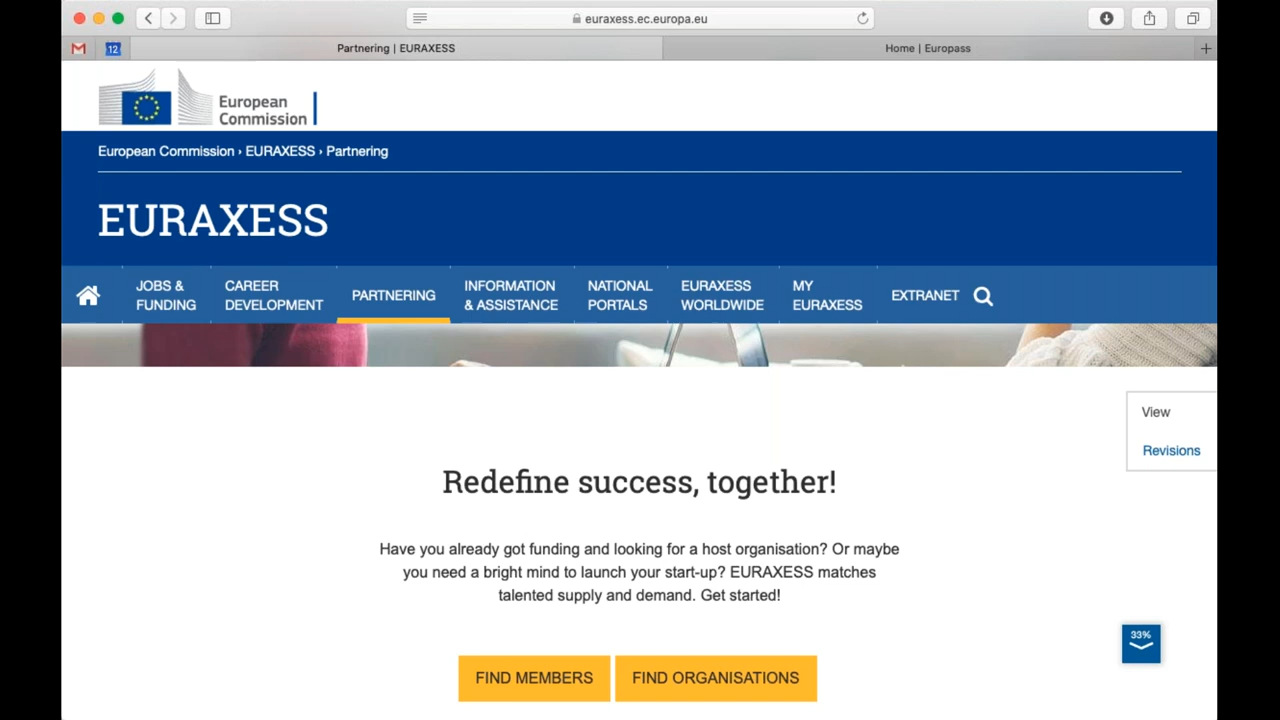 euraxess.ec.europa.eu
12
Partnering | EURAXESS
Home | Europass
European
Commission
European Commission › EURAXESS › Partnering
EURAXESS
JOBS &
FUNDING
CAREER
DEVELOPMENT
PARTNERING
INFORMATION
& ASSISTANCE
NATIONAL
PORTALS
EURAXESS
WORLDWIDE
MY
EURAXESS
EXTRANET
View
Revisions
Redefine success, together!
Have you already got funding and looking for a host organisation? Or maybe
you need a bright mind to launch your start-up? EURAXESS matches
talented supply and demand. Get started!
33%
FIND MEMBERS
FIND ORGANISATIONS